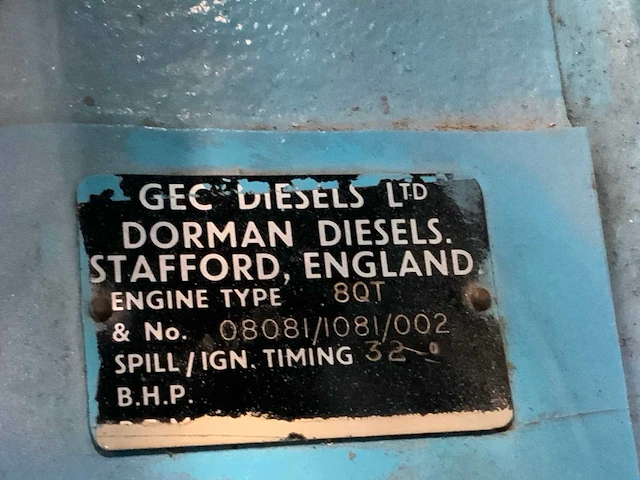 GEC DIESELS LTD
DORMAN DIESELS.
STAFFORD, ENGLAND
ENGINE TYPE 8QT
& No. 08081/1081/002
SPILL/IGN. TIMING 32°
B.H.P.